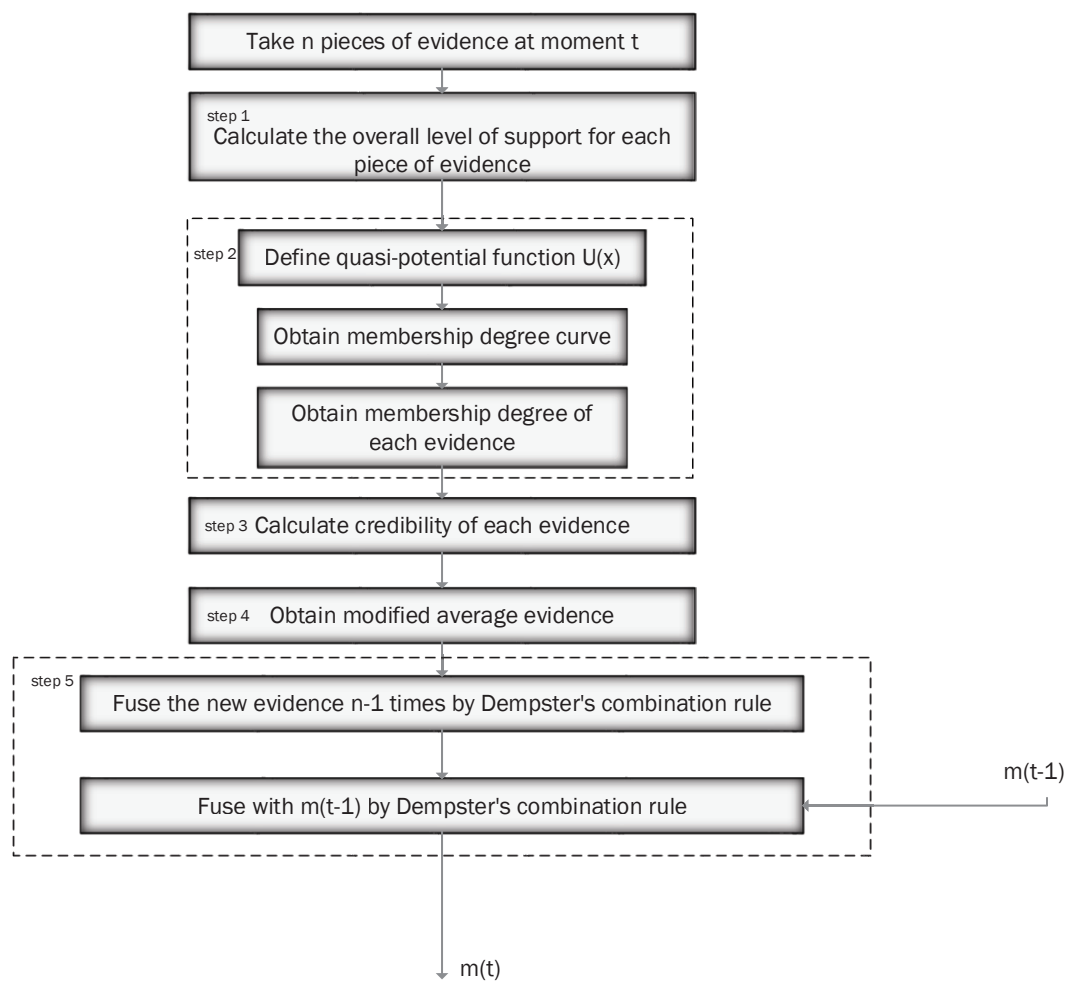 Take n pieces of evidence at moment t
step 1
Calculate the overall level of support for each
piece of evidence
step 2
Define quasi-potential function U(x)
Obtain membership degree curve
Obtain membership degree of
each evidence
step 3
Calculate credibility of each evidence
step 4
Obtain modified average evidence
step 5
Fuse the new evidence n-1 times by Dempster's combination rule
m(t-1)
Fuse with m(t-1) by Dempster's combination rule
m(t)